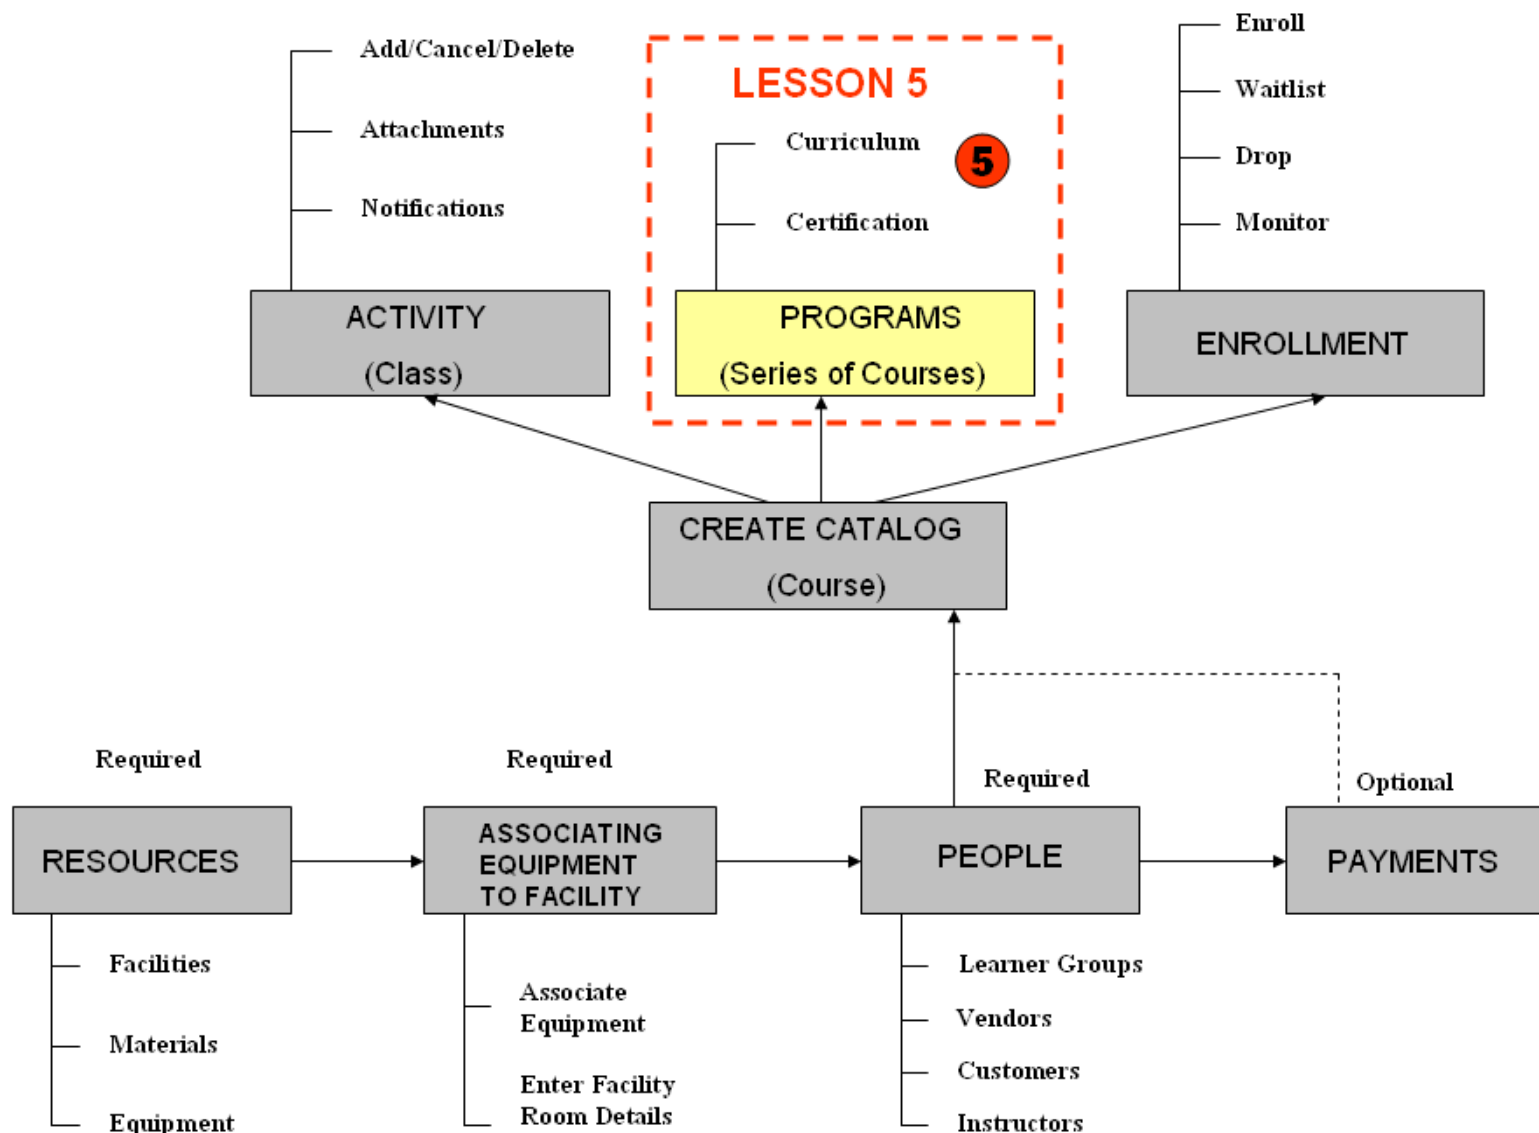 Add/Cancel/Delete
Attachments
Notifications
ACTIVITY
(Class)
LESSON 5
Curriculum
5
Certification
PROGRAMS
(Series of Courses)
Enroll
Waitlist
Drop
Monitor
ENROLLMENT
CREATE CATALOG
(Course)
Required
RESOURCES
Facilities
Materials
Equipment
Required
ASSOCIATING
EQUIPMENT
TO FACILITY
Associate
Equipment
Enter Facility
Room Details
Required
PEOPLE
Learner Groups
Vendors
Customers
Instructors
Optional
PAYMENTS